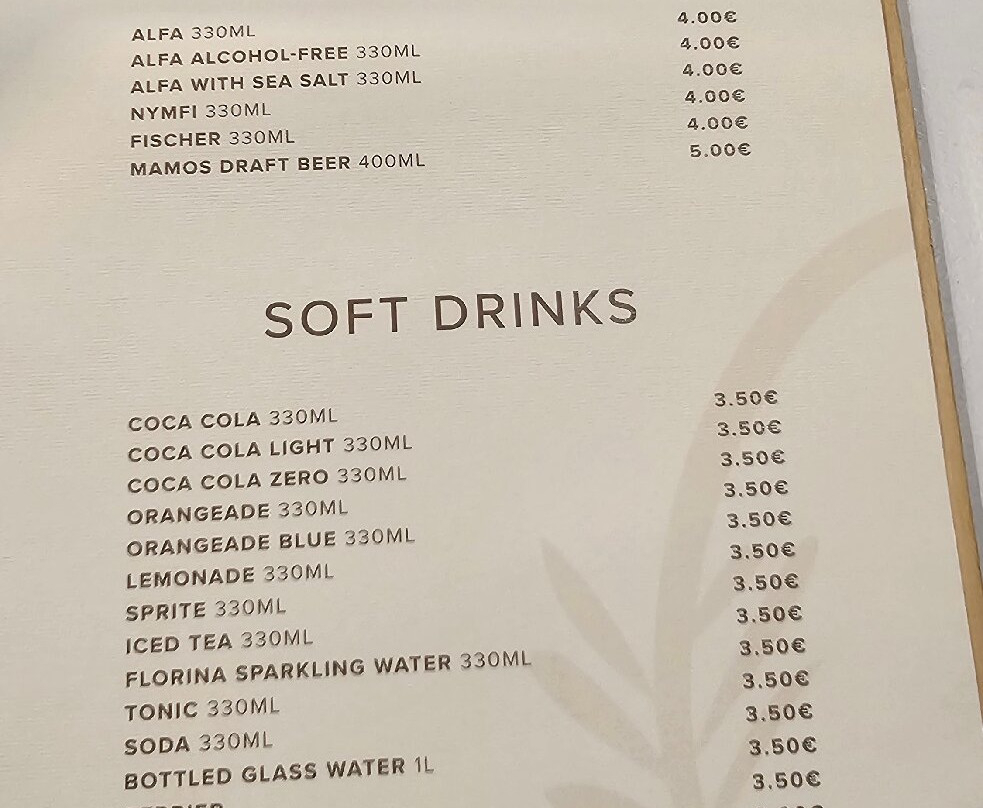 ALFA 330ML 4.00€
ALFA ALCOHOL-FREE 330ML 4.00€
ALFA WITH SEA SALT 330ML 4.00€
NYMFI 330ML 4.00€
FISCHER 330ML 4.00€
MAMOS DRAFT BEER 400ML 5.00€
SOFT DRINKS
COCA COLA 330ML 3.50€
COCA COLA LIGHT 330ML 3.50€
COCA COLA ZERO 330ML 3.50€
ORANGEADE 330ML 3.50€
ORANGEADE BLUE 330ML 3.50€
LEMONADE 330ML 3.50€
SPRITE 330ML 3.50€
ICED TEA 330ML 3.50€
FLORINA SPARKLING WATER 330ML 3.50€
TONIC 330ML 3.50€
SODA 330ML 3.50€
BOTTLED GLASS WATER 1L 3.50€
3.50€